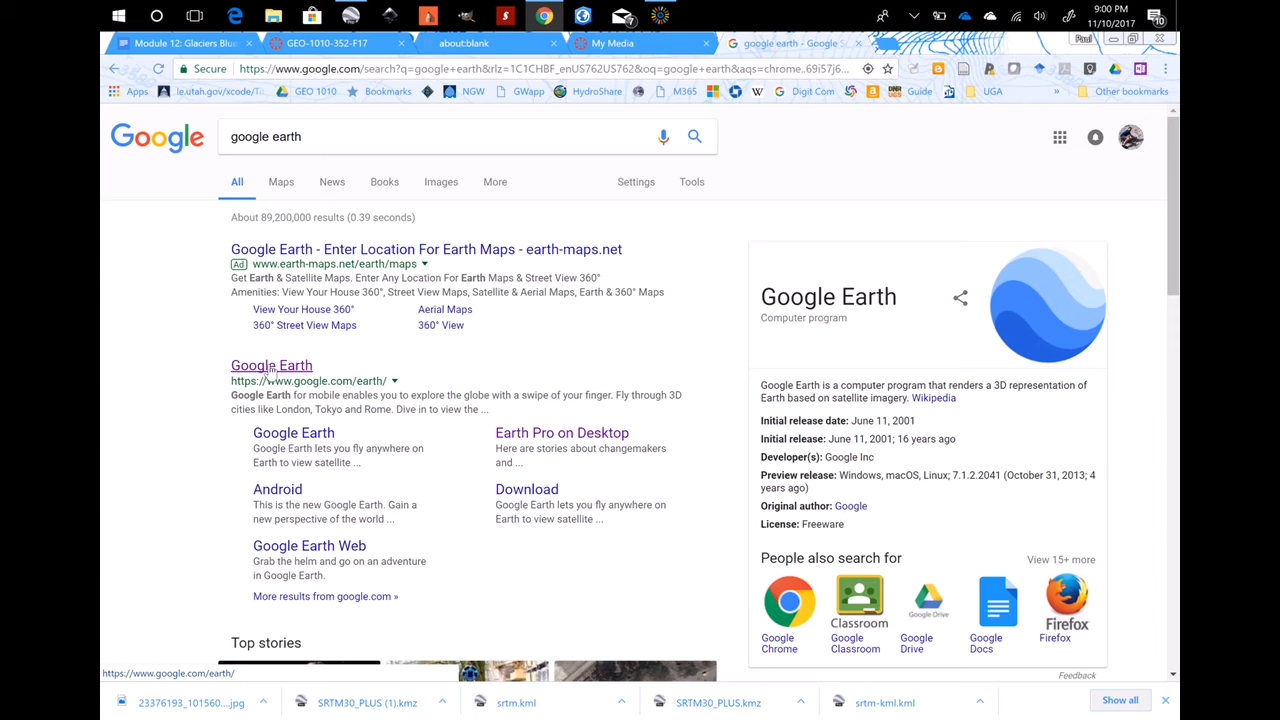 9:00 PM
11/10/2017
7
10
Module 12: Glaciers Blu
GEO-1010-352-F17
about:blank
My Media
google earth - Google S
Paul
Secure
https://www.google.com/search?q=google+earth&rlz=1C1CHBF_enUS762US762&oq=google+earth&aqs=chrome..69i57j6...
Apps
le.utah.gov/xcode/T
GEO 1010
Bookmarks
NGW
GWapp
HydroShare
M365
Digit Com
Guide
UGA
»
Other bookmarks
Google
google earth
All Maps News Books Images More Settings Tools
About 89,200,000 results (0.39 seconds)
Google Earth - Enter Location For Earth Maps - earth-maps.net
Ad www.earth-maps.net/earth/maps
Get Earth & Satellite Maps. Enter Any Location For Earth Maps & Street View 360°
Amenities: View Your House 360°, Street View Maps, Satellite & Aerial Maps, Earth & 360° Maps
View Your House 360° Aerial Maps
360° Street View Maps 360° View
Google Earth
https://www.google.com/earth/
Google Earth for mobile enables you to explore the globe with a swipe of your finger. Fly through 3D
cities like London, Tokyo and Rome. Dive in to view the ...
Google Earth
Google Earth lets you fly anywhere on
Earth to view satellite ...
Earth Pro on Desktop
Here are stories about changemakers
and ...
Android
This is the new Google Earth. Gain a
new perspective of the world ...
Download
Google Earth lets you fly anywhere on
Earth to view satellite ...
Google Earth Web
Grab the helm and go on an adventure
in Google Earth.
More results from google.com »
Top stories
Google Earth
Computer program
Google Earth is a computer program that renders a 3D representation of
Earth based on satellite imagery. Wikipedia
Initial release date: June 11, 2001
Initial release: June 11, 2001; 16 years ago
Developer(s): Google Inc
Preview release: Windows, macOS, Linux; 7.1.2.2041 (October 31, 2013; 4
years ago)
Original author: Google
License: Freeware
People also search for
View 15+ more
Classroom
Google Drive
Firefox
Google
Chrome
Google
Classroom
Google
Drive
Google
Docs
Firefox
Feedback
https://www.google.com/earth/
23376193_101560....jpg
SRTM30_PLUS (1).kmz
srtm.kml
SRTM30_PLUS.kmz
srtm-kml.kml
Show all